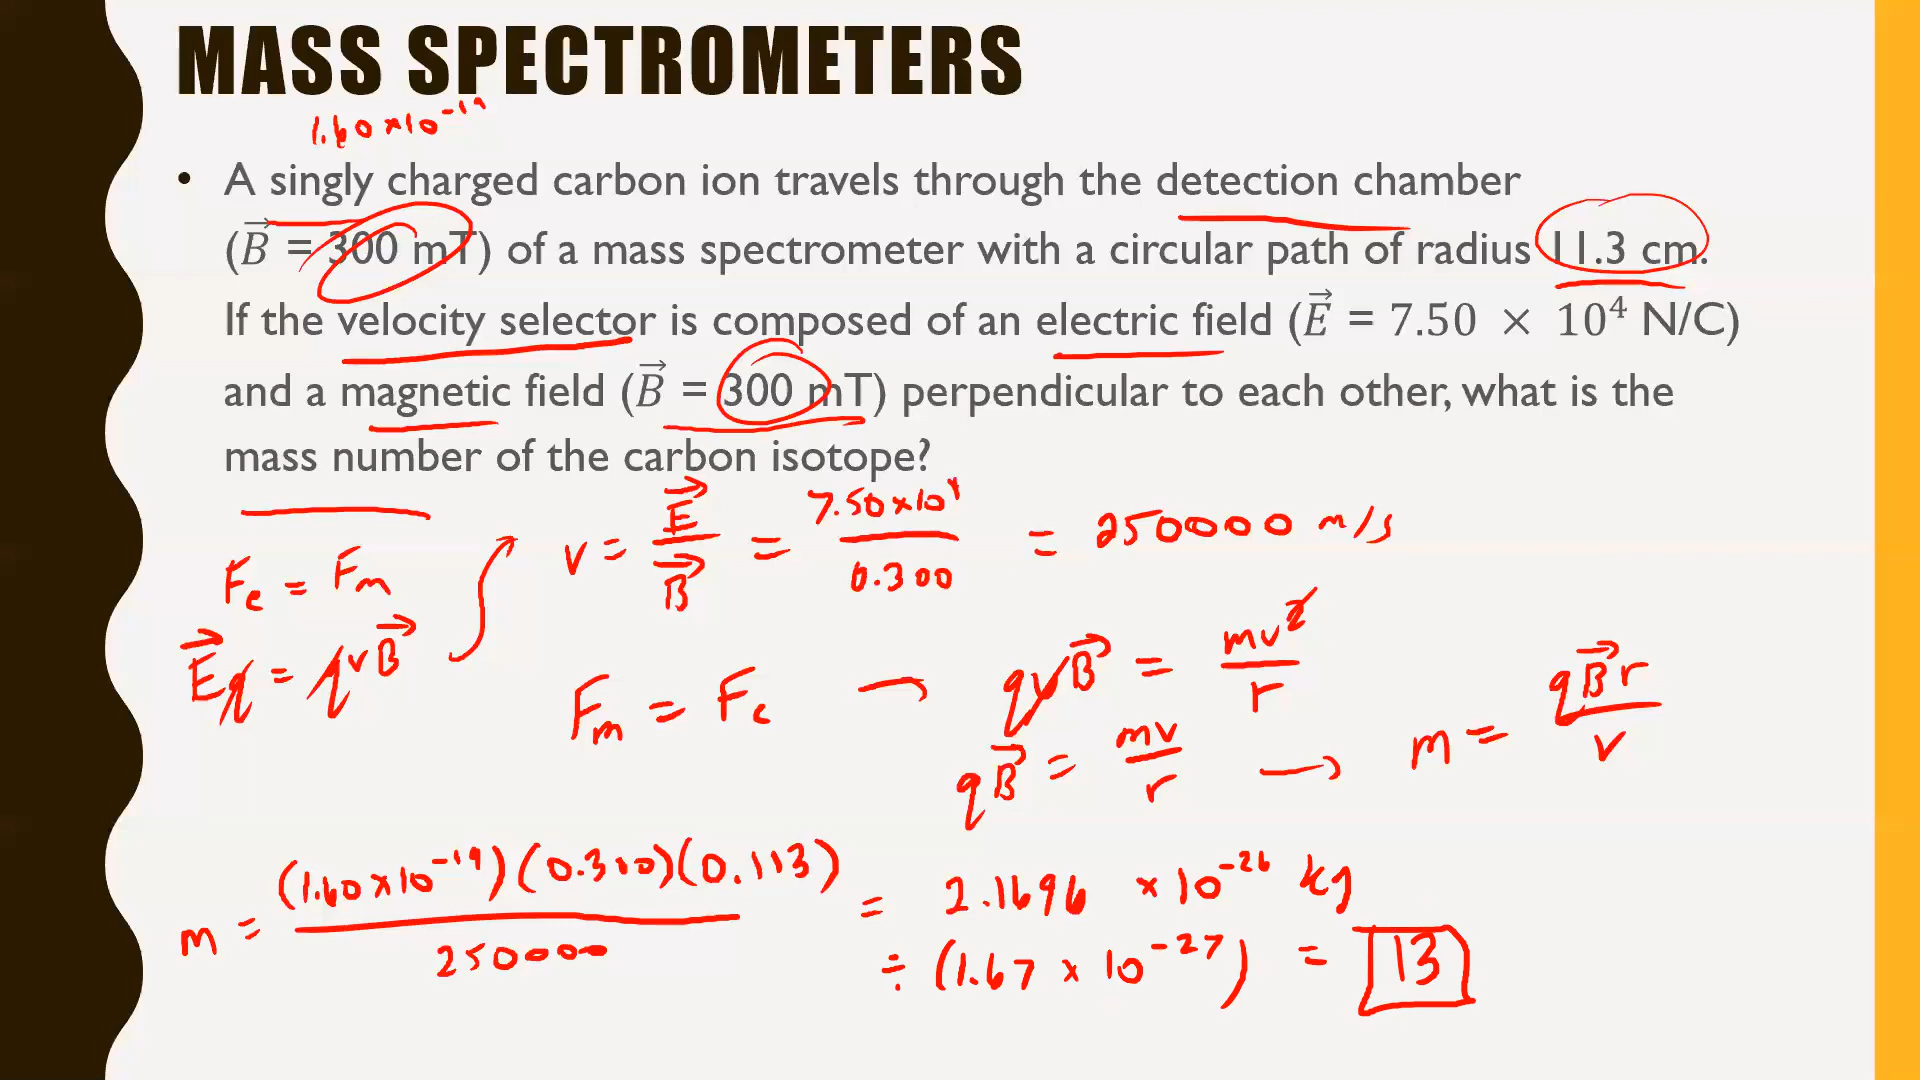 MASS SPECTROMETERS
1.60×10⁻¹⁹
• A singly charged carbon ion travels through the detection chamber
(B⃗ = 300 mT) of a mass spectrometer with a circular path of radius 11.3 cm.
If the velocity selector is composed of an electric field (E⃗ = 7.50 × 10⁴ N/C)
and a magnetic field (B⃗ = 300 mT) perpendicular to each other, what is the
mass number of the carbon isotope?
Fe = Fm
E⃗q = qvB⃗
v = E⃗/B⃗ = 7.50×10⁴/0.300 = 250000 m/s
Fm = Fc → qvB⃗ = mv²/r
qB⃗ = mv/r → m = qB⃗r/v
m = (1.60×10⁻¹⁹)(0.300)(0.113)/250000 = 2.1696 ×10⁻²⁶ kg
÷ (1.67 × 10⁻²⁷) = 13